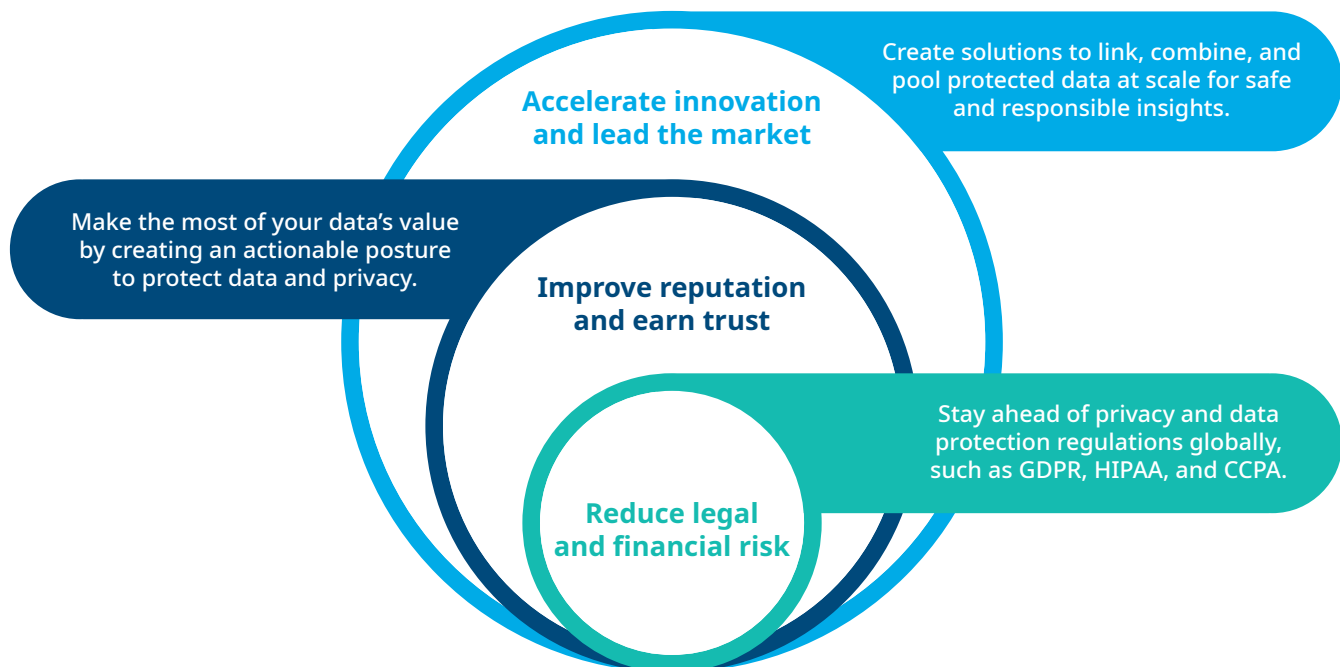 Accelerate innovation
and lead the market
Create solutions to link, combine, and
pool protected data at scale for safe
and responsible insights.
Make the most of your data’s value
by creating an actionable posture
to protect data and privacy.
Improve reputation
and earn trust
Stay ahead of privacy and data
protection regulations globally,
such as GDPR, HIPAA, and CCPA.
Reduce legal
and financial risk